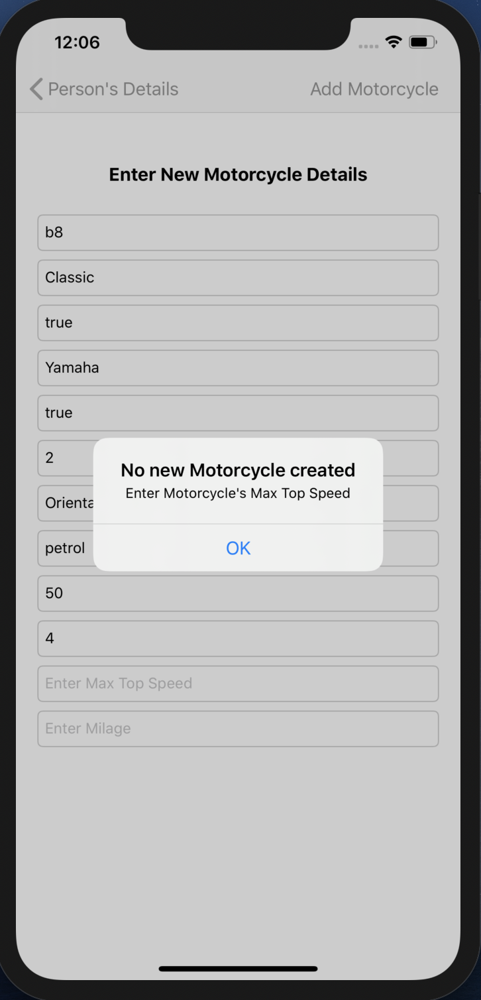 12:06
Person's Details
Add Motorcycle
Enter New Motorcycle Details
b8
Classic
true
Yamaha
true
2
No new Motorcycle created
Enter Motorcycle's Max Top Speed
Orienta
petrol
OK
50
4
Enter Max Top Speed
Enter Milage